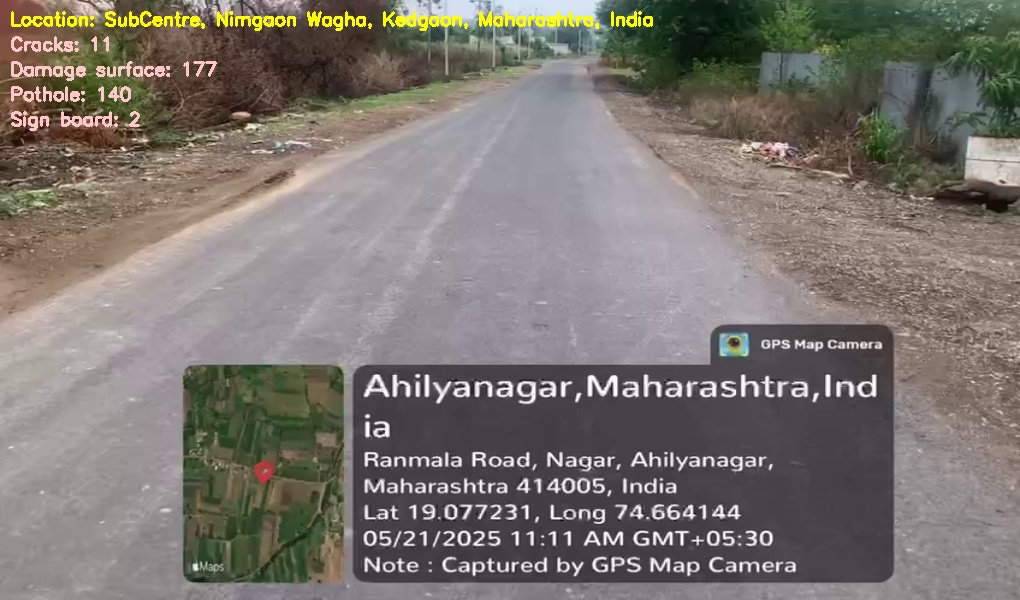 Location: SubCentre, Nimgaon Wagha, Kedgaon, Maharashtra, India
Cracks: 11
Damage surface: 177
Pothole: 140
Sign board: 2
GPS Map Camera
Ahilyanagar,Maharashtra,Ind
ia
Ranmala Road, Nagar, Ahilyanagar,
Maharashtra 414005, India
Lat 19.077231, Long 74.664144
05/21/2025 11:11 AM GMT+05:30
Note : Captured by GPS Map Camera
Maps